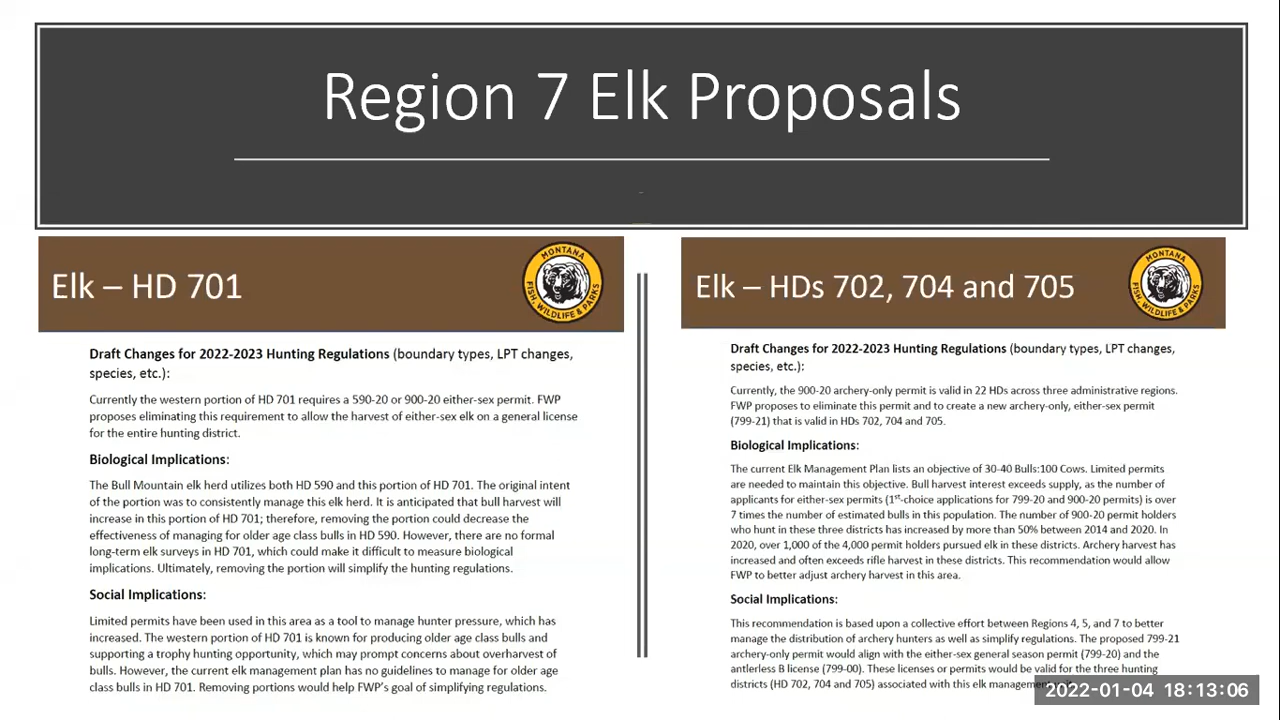 Region 7 Elk Proposals
Elk – HD 701
MONTANA
FISH, WILDLIFE & PARKS
Draft Changes for 2022-2023 Hunting Regulations (boundary types, LPT changes,
species, etc.):
Currently the western portion of HD 701 requires a 590-20 or 900-20 either-sex permit. FWP
proposes eliminating this requirement to allow the harvest of either-sex elk on a general license
for the entire hunting district.
Biological Implications:
The Bull Mountain elk herd utilizes both HD 590 and this portion of HD 701. The original intent
of the portion was to consistently manage this elk herd. It is anticipated that bull harvest will
increase in this portion of HD 701; therefore, removing the portion could decrease the
effectiveness of managing for older age class bulls in HD 590. However, there are no formal
long-term elk surveys in HD 701, which could make it difficult to measure biological
implications. Ultimately, removing the portion will simplify the hunting regulations.
Social Implications:
Limited permits have been used in this area as a tool to manage hunter pressure, which has
increased. The western portion of HD 701 is known for producing older age class bulls and
supporting a trophy hunting opportunity, which may prompt concerns about overharvest of
bulls. However, the current elk management plan has no guidelines to manage for older age
class bulls in HD 701. Removing portions would help FWP's goal of simplifying regulations.
Elk – HDs 702, 704 and 705
MONTANA
FISH, WILDLIFE & PARKS
Draft Changes for 2022-2023 Hunting Regulations (boundary types, LPT changes,
species, etc.):
Currently, the 900-20 archery-only permit is valid in 22 HDs across three administrative regions.
FWP proposes to eliminate this permit and to create a new archery-only, either-sex permit
(799-21) that is valid in HDs 702, 704 and 705.
Biological Implications:
The current Elk Management Plan lists an objective of 30-40 Bulls:100 Cows. Limited permits
are needed to maintain this objective. Bull harvest interest exceeds supply, as the number of
applicants for either-sex permits (1st-choice applications for 799-20 and 900-20 permits) is over
7 times the number of estimated bulls in this population. The number of 900-20 permit holders
who hunt in these three districts has increased by more than 50% between 2014 and 2020. In
2020, over 1,000 of the 4,000 permit holders pursued elk in these districts. Archery harvest has
increased and often exceeds rifle harvest in these districts. This recommendation would allow
FWP to better adjust archery harvest in this area.
Social Implications:
This recommendation is based upon a collective effort between Regions 4, 5, and 7 to better
manage the distribution of archery hunters as well as simplify regulations. The proposed 799-21
archery-only permit would align with the either-sex general season permit (799-20) and the
antlerless B license (799-00). These licenses or permits would be valid for the three hunting
districts (HD 702, 704 and 705) associated with this elk management
2022-01-04 18:13:06